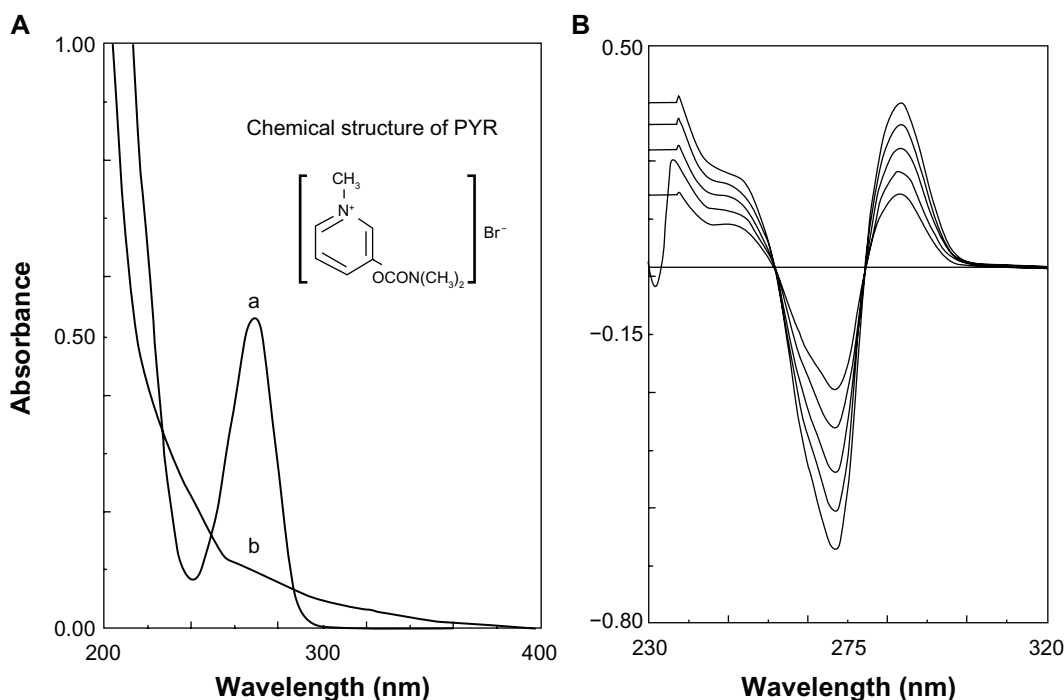 A
1.00
Absorbance
0.50
0.00
200
300
400
Wavelength (nm)
Chemical structure of PYR
CH3
N+
OCON(CH3)2
Br−
a
b
B
0.50
−0.15
−0.80
230
275
320
Wavelength (nm)